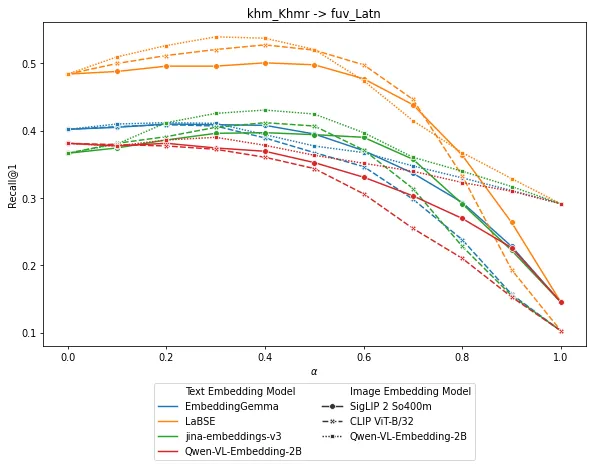 khm_Khmr -> fuv_Latn
Recall@1
0.5
0.4
0.3
0.2
0.1
0.0 0.2 0.4 0.6 0.8 1.0
α
Text Embedding Model Image Embedding Model
EmbeddingGemma SigLIP 2 So400m
LaBSE CLIP ViT-B/32
jina-embeddings-v3 Qwen-VL-Embedding-2B
Qwen-VL-Embedding-2B